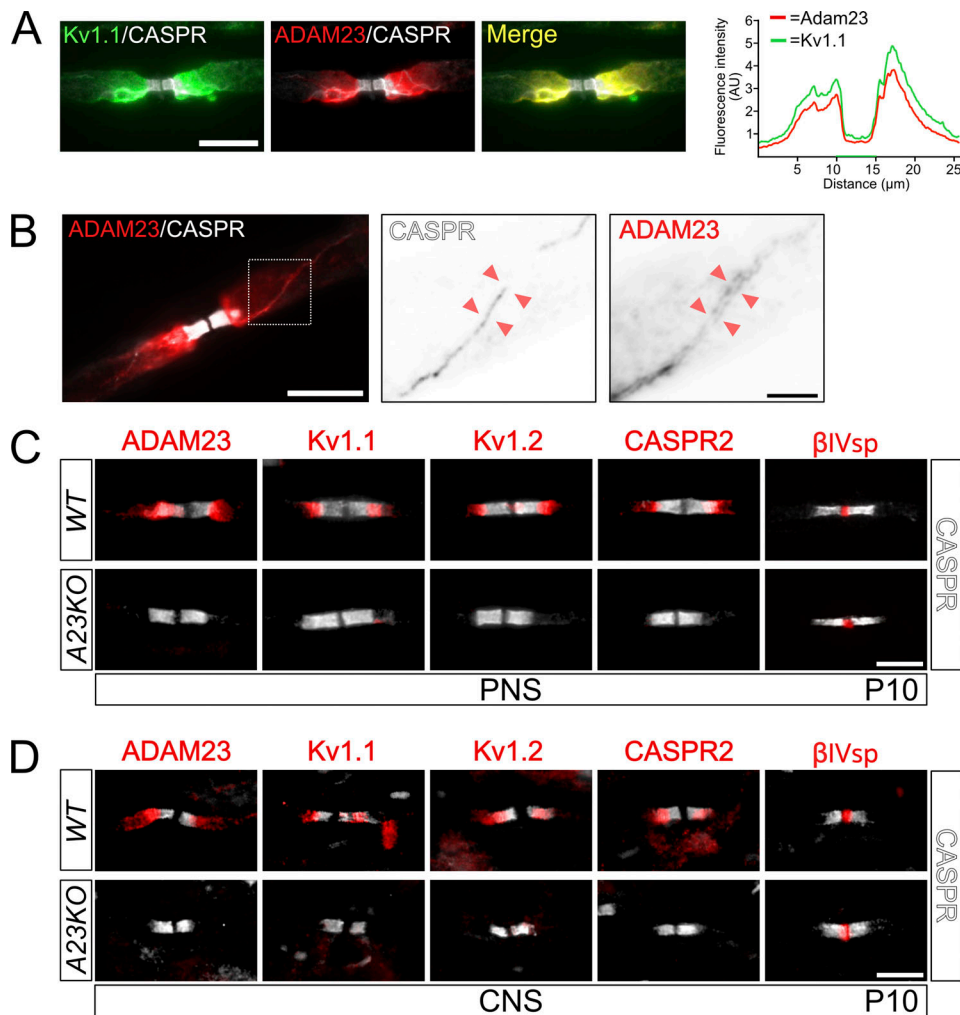 A
Kv1.1/CASPR
ADAM23/CASPR
Merge
Fluorescence intensity
(AU)
=Adam23
=Kv1.1
6
5
4
3
2
1
5 10 15 20 25
Distance (µm)
B
ADAM23/CASPR
CASPR
ADAM23
C
ADAM23 Kv1.1 Kv1.2 CASPR2 βIVsp
WT
A23KO
CASPR
PNS P10
D
ADAM23 Kv1.1 Kv1.2 CASPR2 βIVsp
WT
A23KO
CASPR
CNS P10